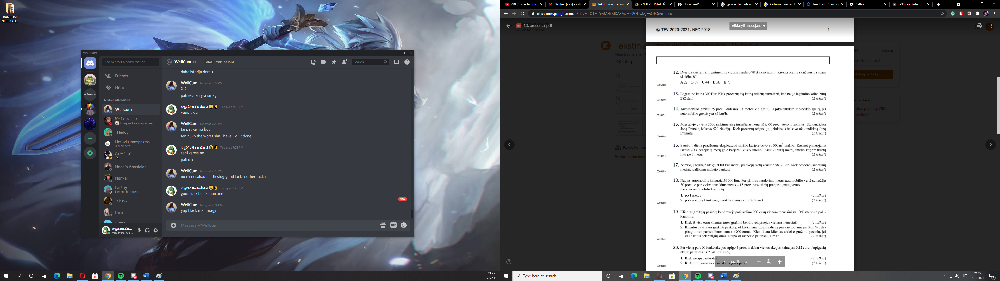 RANDOM
NEREIKALI...
DISCORD
Find or start a conversation
Friends
Nitro
DIRECT MESSAGES
WellCum
Wolemoras
Brangink kiekvieną mome...
_Heddy
Lietuvių konspektas
4 Members
Hood'o Apastalas
NerNar
Emmy
I wanna be a tree
Jλk997
vyteniu...
And Here We ...
WellCum
AKA Yakuza lord
Search
daba istorija darau
WellCum Today at 7:22 PM
XD
patikek ten yra smagu
vyteniukas😁👌 Today at 7:22 PM
yupp tikiu
WellCum Today at 7:22 PM
tai patike ma boy
ten buvo the worst shit i have EVER done
vyteniukas😁👌 Today at 7:23 PM
seni vapse ne
patikek
WellCum Today at 7:23 PM
nu nk nesakau bet tiesiog good luck mother fucka
vyteniukas😁👌 Today at 7:23 PM
good luck black man ane
NEW
WellCum Today at 7:24 PM
yup black man magy
Message @WellCum
GIF
21:27
5/3/2021
(293) Tinie Tempah
Gautieji (275) - vyte
Tekstiniai uždavinia
2.1.TEKSTINIAI UŽD
document1
„procentai uzdavin
karlsonas vienas di
Tekstinių uždavinių
Settings
(293) YouTube
classroom.google.com/u/1/c/MTQ1MzYwMzIxMDA3/a/MzI2OTIwMjEwOTQx/details
1.3. procentai.pdf
Atidaryti naudojant
© TEV 2020-2021, NEC 2018
1
Tekstiniai uždaviniai, procentai, Vytenis
Vilija Dabrišienė
100 taškų
Priskirta
12. Dviejų skaičių a ir b aritmetinis vidurkis sudaro 78 % skaičiaus a. Kiek procentų skaičiaus a sudaro
skaičius b?
A 22 B 39 C 44 D 56 E 78
0305208
13. Lagamino kaina 300 Eur. Kiek procentų šią kainą reikėtų sumažinti, kad nauja lagamino kaina būtų
282 Eur? (2 taškai)
0312119
14. Automobilio greitis 25 proc. didesnis už motociklo greitį. Apskaičiuokite motociklo greitį, jei
automobilio greitis yra 85 km/h. (2 taškai)
0314121
15. Miestelyje gyvena 2500 rinkimų teisę turinčių asmenų, iš jų 60 proc. atėjo į rinkimus. Už kandidatą
Joną Pranaitį balsavo 570 rinkėjų. Kiek procentų atėjusiųjų į rinkimus balsavo už kandidatą Joną
Pranaitį? (2 taškai)
0304208
16. Sausio 1 dieną pradėtame eksploatuoti smėlio karjere buvo 80 000 m³ smėlio. Kasmet planuojama
iškasti 20% praėjusių metų gale karjere likusio smėlio. Kiek kubinių metrų smėlio karjere turėtų
likti po 3 metų? (2 taškai)
0313114
17. Asmuo, į banką padėjęs 5000 Eur indėlį, po dvejų metų atsiėmė 5832 Eur. Kiek procentų sudėtinių
metinių palūkanų mokėjo bankas? (2 taškai)
0300109
18. Naujas automobilis kainuoja 56 000 Eur. Per pirmus naudojimo metus automobilio vertė sumažėja
30 proc., o per kiekvienus kitus metus – 15 proc. paskutinių praėjusių metų vertės.
Kiek šis automobilis kainuotų:
1. po 1 metų? (1 taškas)
2. po 7 metų? (Atsakymą pateikite šimtų eurų tikslumu.) (2 taškai)
0308208
19. Klientas greitųjų paskolų bendrovėje pasiskolino 900 eurų vienam mėnesiui su 10 % mėnesio palū-
kanomis.
1. Kiek iš viso eurų klientas turės grąžinti bendrovei, praėjus vienam mėnesiui? (1 taškas)
2. Klientui pavėlavus grąžinti paskolą, už kiekvieną uždelstą dieną priskaičiuojama po 0,05 % dels-
pinigių nuo pasiskolintos sumos (900 eurų). Kiek dienų klientas uždelsė grąžinti paskolą, jei
susidariusi delspinigių suma sutapo su mėnesio palūkanų suma? (1 taškas)
0316113
20. Per vieną parą X banko akcijos atpigo 4 proc. ir dabar vienos akcijos kaina yra 3,12 eurų. Atpigusių
akcijų parduota už 2 340 000 eurų.
1. Kiek akcijų parduota? (1 taškas)
2. Kiek eurų kainavo viena akcija prieš parą? (2 taškai)
0308108
2 psl. iš 4
Type here to search
LIT
21:27
5/3/2021